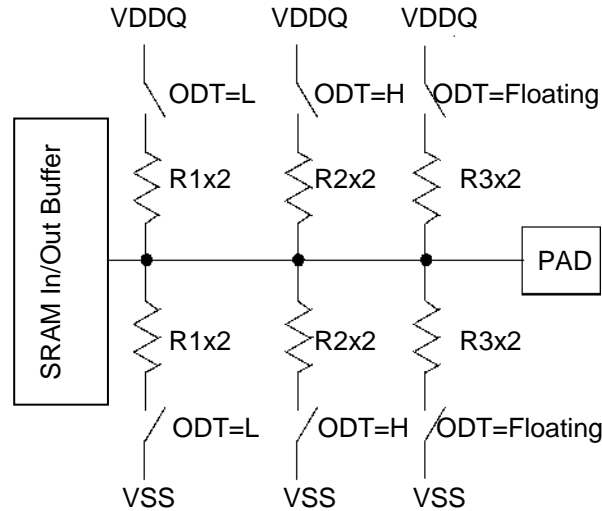 VDDQ VDDQ VDDQ
ODT=L ODT=H ODT=Floating
R1x2 R2x2 R3x2
SRAM In/Out Buffer
PAD
R1x2 R2x2 R3x2
ODT=L ODT=H ODT=Floating
VSS VSS VSS